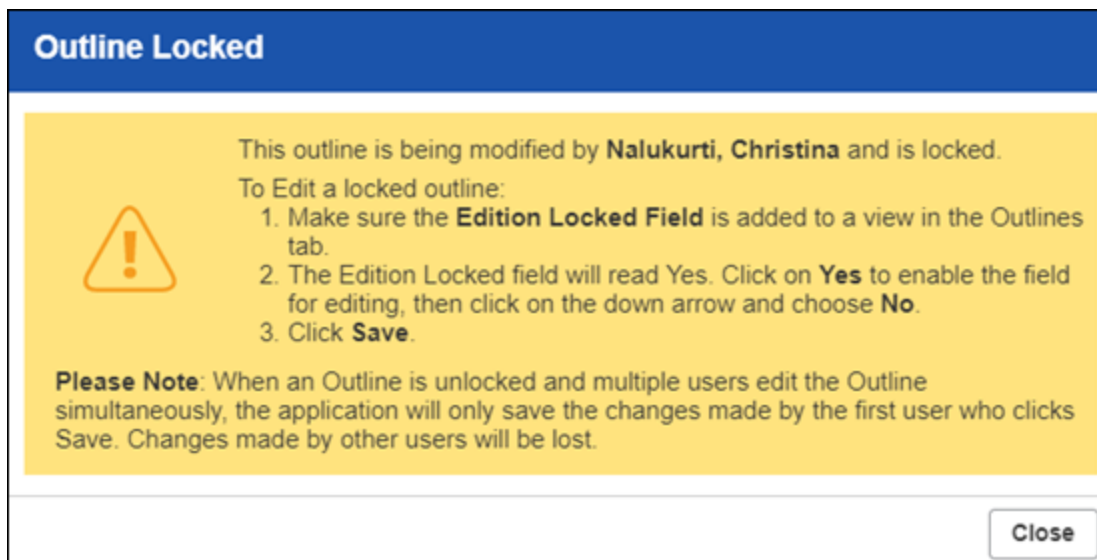 Outline Locked
This outline is being modified by Nalukurti, Christina and is locked.
To Edit a locked outline:
1. Make sure the Edition Locked Field is added to a view in the Outlines
tab.
2. The Edition Locked field will read Yes. Click on Yes to enable the field
for editing, then click on the down arrow and choose No.
3. Click Save.
Please Note: When an Outline is unlocked and multiple users edit the Outline
simultaneously, the application will only save the changes made by the first user who clicks
Save. Changes made by other users will be lost.
Close